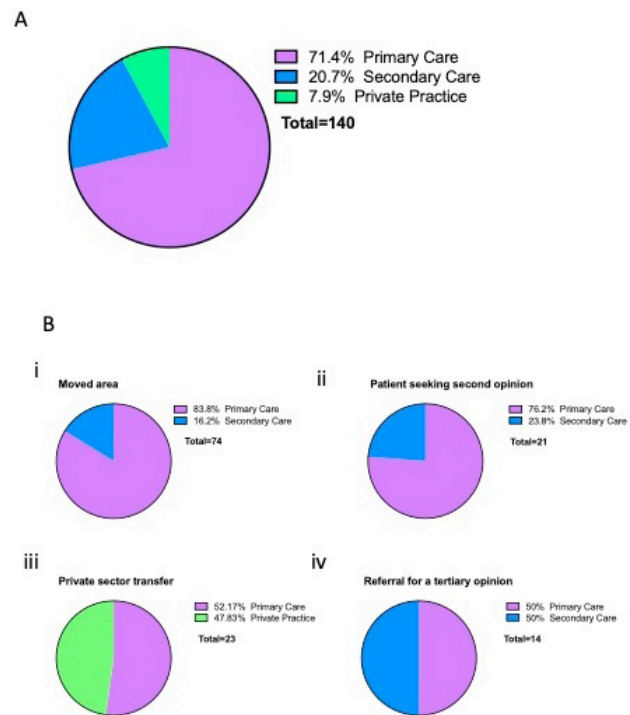 A
71.4% Primary Care
20.7% Secondary Care
7.9% Private Practice
Total=140
B
i
Moved area
83.8% Primary Care
16.2% Secondary Care
Total=74
ii
Patient seeking second opinion
76.2% Primary Care
23.8% Secondary Care
Total=21
iii
Private sector transfer
52.17% Primary Care
47.83% Private Practice
Total=23
iv
Referral for a tertiary opinion
50% Primary Care
50% Secondary Care
Total=14